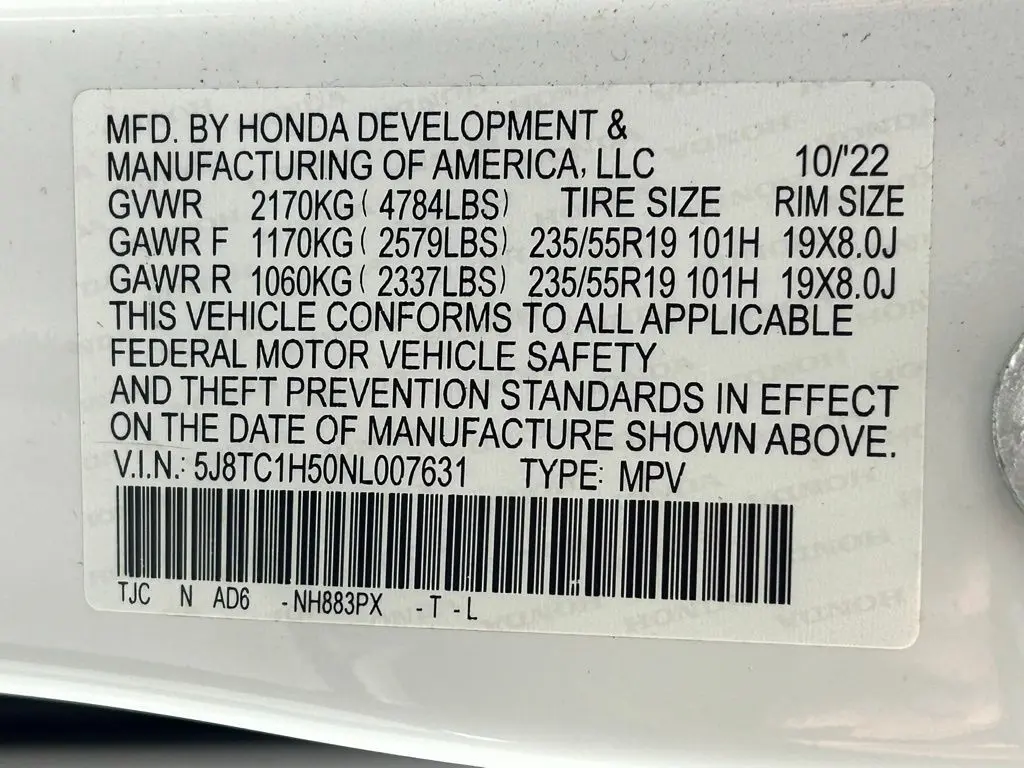 MFD. BY HONDA DEVELOPMENT &
MANUFACTURING OF AMERICA, LLC 10/'22
GVWR 2170KG ( 4784LBS) TIRE SIZE RIM SIZE
GAWR F 1170KG ( 2579LBS) 235/55R19 101H 19X8.0J
GAWR R 1060KG ( 2337LBS) 235/55R19 101H 19X8.0J
THIS VEHICLE CONFORMS TO ALL APPLICABLE
FEDERAL MOTOR VEHICLE SAFETY
AND THEFT PREVENTION STANDARDS IN EFFECT
ON THE DATE OF MANUFACTURE SHOWN ABOVE.
V.I.N.: 5J8TC1H50NL007631 TYPE: MPV
TJC N AD6 -NH883PX -T -L